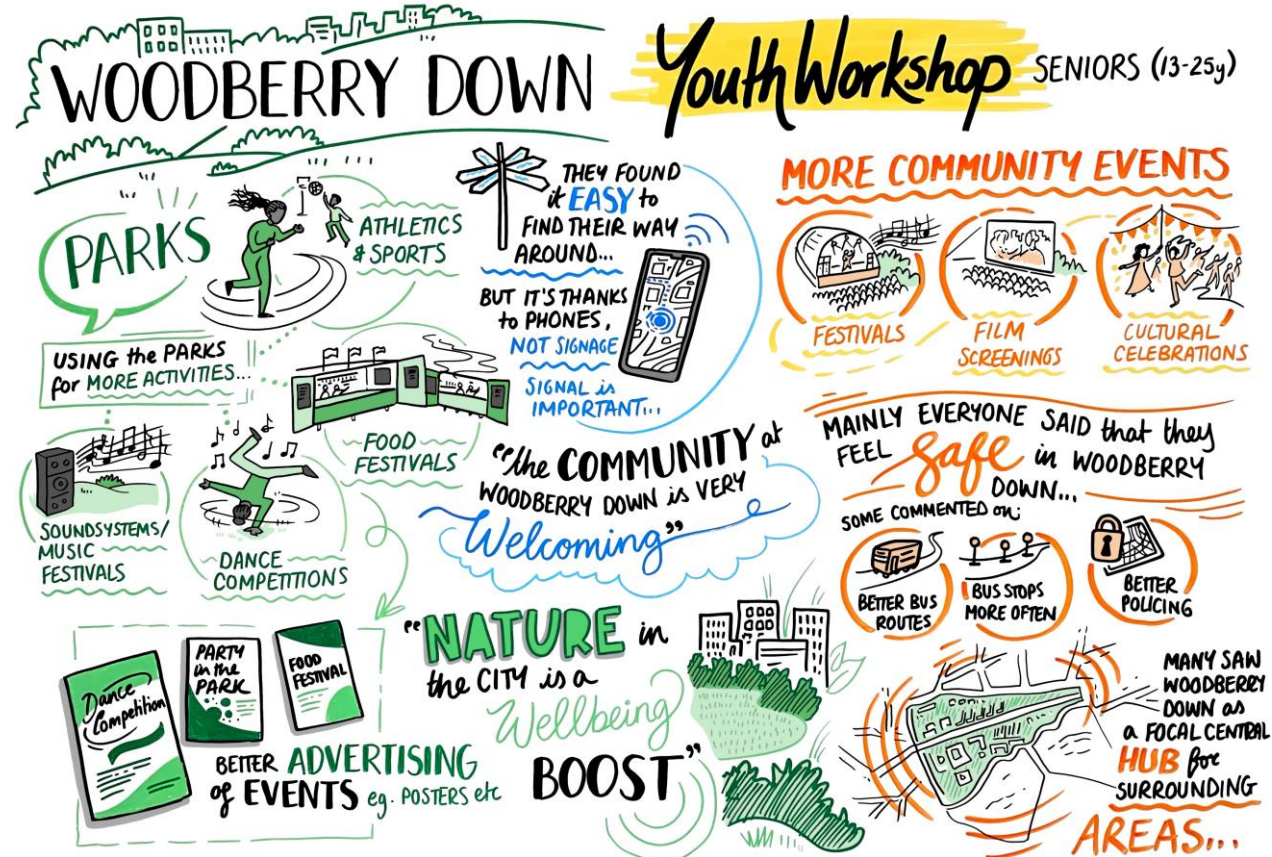 WOODBERRY DOWN
Youth Workshop
SENIORS (13-25y)
PARKS
ATHLETICS
& SPORTS
USING the PARKS
for MORE ACTIVITIES...
FOOD
FESTIVALS
SOUNDSYSTEMS/
MUSIC
FESTIVALS
DANCE
COMPETITIONS
Dance
Competition
PARTY
in the
PARK
FOOD
FESTIVAL
BETTER ADVERTISING
of EVENTS eg. POSTERS etc
THEY FOUND
it EASY to
FIND THEIR WAY
AROUND...
BUT IT'S THANKS
to PHONES,
NOT SIGNAGE
SIGNAL is
IMPORTANT...
"the COMMUNITY at
WOODBERRY DOWN is VERY
Welcoming"
"NATURE in
the CITY is a
Wellbeing
BOOST"
MORE COMMUNITY EVENTS
FESTIVALS
FILM
SCREENINGS
CULTURAL
CELEBRATIONS
MAINLY EVERYONE SAID that they
FEEL Safe in WOODBERRY
DOWN...
SOME COMMENTED on:
BETTER BUS
ROUTES
BUS STOPS
MORE OFTEN
BETTER
POLICING
MANY SAW
WOODBERRY
DOWN as
a FOCAL CENTRAL
HUB for
SURROUNDING
AREAS...